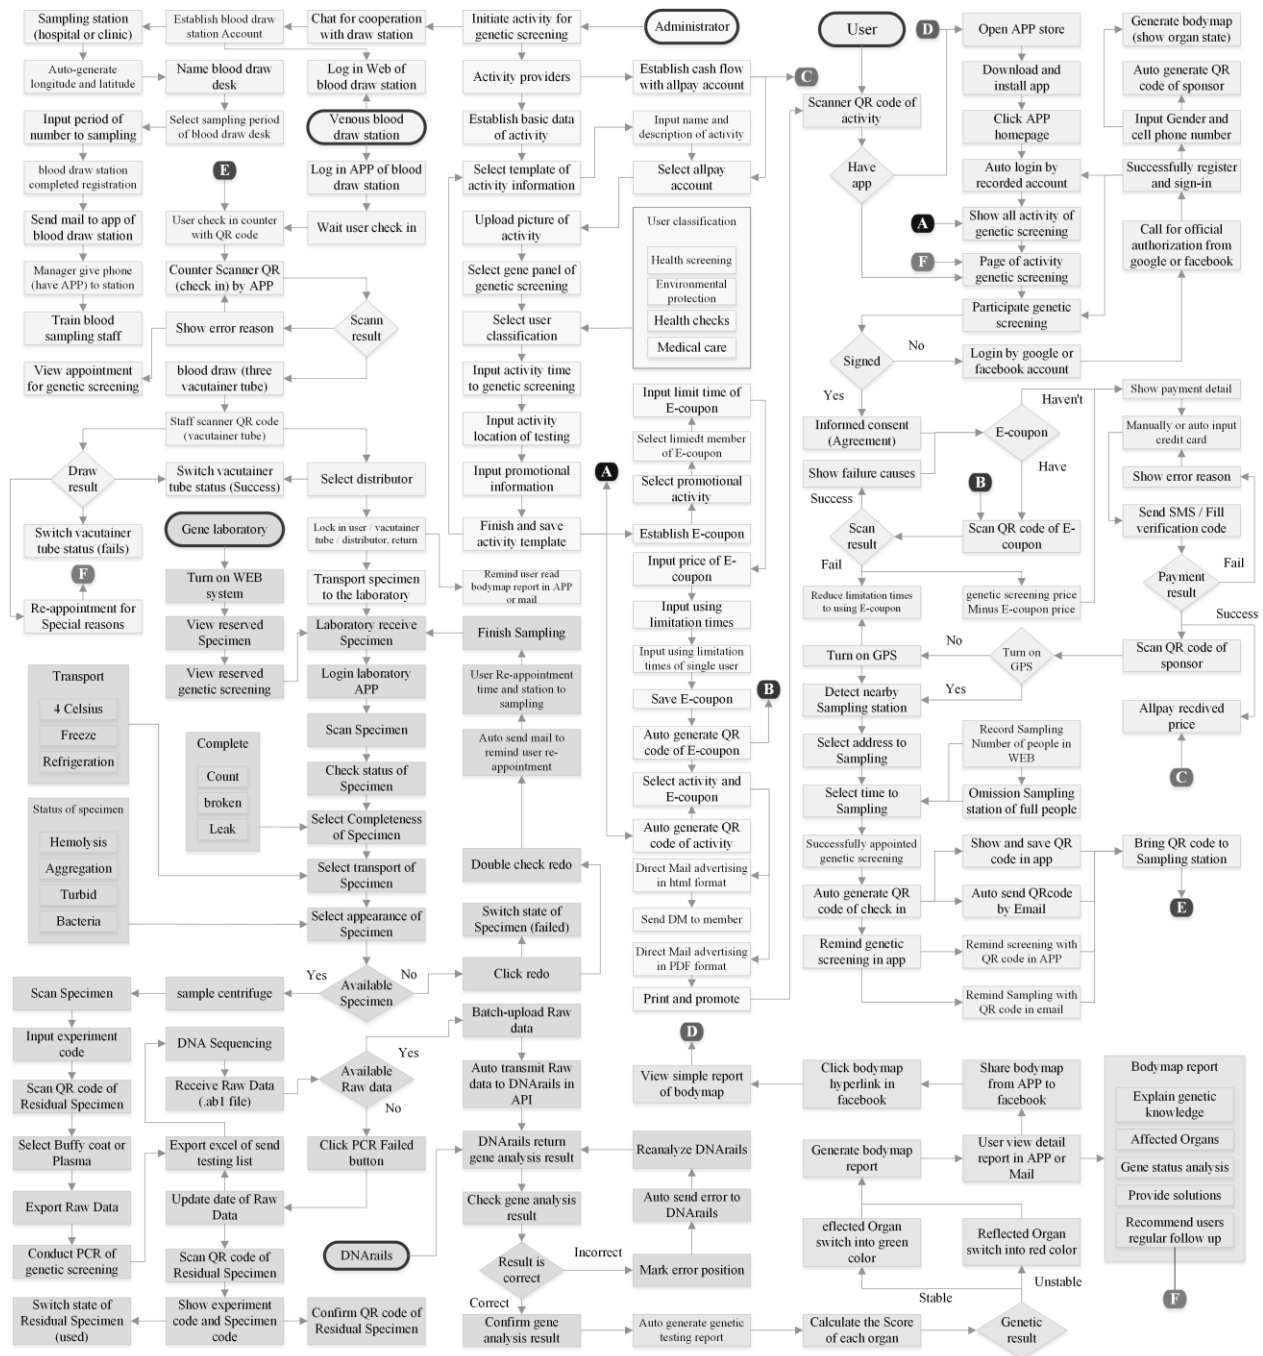 Sampling station
(hospital or clinic)
Establish blood draw
station Account
Chat for cooperation
with draw station
Initiate activity for
genetic screening
Administrator
Auto-generate
longitude and latitude
Name blood draw
desk
Log in Web of
blood draw station
Activity providers
Establish cash flow
with allpay account
C
Input period of
number to sampling
Select sampling period
of blood draw desk
Venous blood
draw station
Establish basic data
of activity
Input name and
description of activity
blood draw station
completed registration
E
Log in APP of blood
draw station
Select template of
activity information
Select allpay
account
Send mail to app of
blood draw station
User check in counter
with QR code
Wait user check in
Upload picture of
activity
User classification
Health screening
Environmental
protection
Health checks
Medical care
Manager give phone
(have APP) to station
Counter Scanner QR
(check in) by APP
Select gene panel of
genetic screening
Train blood
sampling staff
Show error reason
Scann
result
Select user
classification
View appointment
for genetic screening
blood draw (three
vacutainer tube)
Input activity time
to genetic screening
Input limit time of
E-coupon
Staff scanner QR code
(vacutainer tube)
Input activity
location of testing
Select limiedt member
of E-coupon
Draw
result
Switch vacutainer
tube status (Success)
Select distributor
Input promotional
information
A
Select promotional
activity
Switch vacutainer
tube status (fails)
Gene laboratory
Lock in user / vacutainer
tube / distributor, return
Finish and save
activity template
Establish E-coupon
F
Turn on WEB
system
Transport specimen
to the laboratory
Remind user read
bodymap report in APP
or mail
Input price of E-
coupon
Re-appointment for
Special reasons
View reserved
Specimen
Laboratory receive
Specimen
Finish Sampling
Input using
limitation times
View reserved
genetic screening
Login laboratory
APP
User Re-appointment
time and station to
sampling
Input using limitation
times of single user
Transport
4 Celsius
Freeze
Refrigeration
Scan Specimen
Auto send mail to
remind user re-
appointment
Save E-coupon
B
Complete
Count
broken
Leak
Check status of
Specimen
Auto generate QR
code of E-coupon
Status of specimen
Hemolysis
Aggregation
Turbid
Bacteria
Select Completeness
of Specimen
Select activity and
E-coupon
Select transport of
Specimen
Double check redo
Auto generate QR
code of activity
Select appearance of
Specimen
Switch state of
Specimen (failed)
Direct Mail advertising
in html format
Send DM to member
Yes
Available
Specimen
No
Click redo
Direct Mail advertising
in PDF format
Print and promote
User
D
Open APP store
Generate bodymap
(show organ state)
Scanner QR code of
activity
Download and
install app
Auto generate QR
code of sponsor
Click APP
homepage
Input Gender and
cell phone number
Have
app
Auto login by
recorded account
Successfully register
and sign-in
A
Show all activity of
genetic screening
Call for official
authorization from
google or facebook
F
Page of activity
genetic screening
Participate genetic
screening
Signed
No
Login by google or
facebook account
Yes
Haven't
Show payment detail
Informed consent
(Agreement)
E-coupon
Manually or auto input
credit card
Show failure causes
Have
Show error reason
Success
B
Scan
result
Scan QR code of E-
coupon
Send SMS / Fill
verification code
Fail
Fail
Reduce limitation times
to using E-coupon
genetic screening price
Minus E-coupon price
Payment
result
Success
No
Turn on GPS
Turn on
GPS
Scan QR code of
sponsor
Yes
Detect nearby
Sampling station
Allpay recdived
price
Select address to
Sampling
Record Sampling
Number of people in
WEB
C
Select time to
Sampling
Omission Sampling
station of full people
Successfully appointed
genetic screening
Show and save QR
code in app
Bring QR code to
Sampling station
Auto generate QR
code of check in
Auto send QRcode
by Email
E
Remind genetic
screening in app
Remind screening with
QR code in APP
Remind Sampling with
QR code in email
Scan Specimen
sample centrifuge
Input experiment
code
DNA Sequencing
Batch-upload Raw
data
Yes
Scan QR code of
Residual Specimen
Receive Raw Data
(.ab1 file)
Available
Raw data
Auto transmit Raw
data to DNArails in
API
No
Select Buffy coat or
Plasma
Export excel of send
testing list
Click PCR Failed
button
DNArails return
gene analysis result
Reanalyze DNArails
Export Raw Data
Update date of Raw
Data
Check gene analysis
result
Auto send error to
DNArails
Conduct PCR of
genetic screening
Scan QR code of
Residual Specimen
DNArails
Result is
correct
Incorrect
Mark error position
Correct
Switch state of
Residual Specimen
(used)
Show experiment
code and Specimen
code
Confirm QR code of
Residual Specimen
Confirm gene
analysis result
Auto generate genetic
testing report
Calculate the Score
of each organ
Genetic
result
Stable
Unstable
eflected Organ
switch into green
color
Reflected Organ
switch into red color
Generate bodymap
report
User view detail
report in APP or
Mail
D
View simple report
of bodymap
Click bodymap
hyperlink in
facebook
Share bodymap
from APP to
facebook
Bodymap report
Explain genetic
knowledge
Affected Organs
Gene status analysis
Provide solutions
Recommend users
regular follow up
F